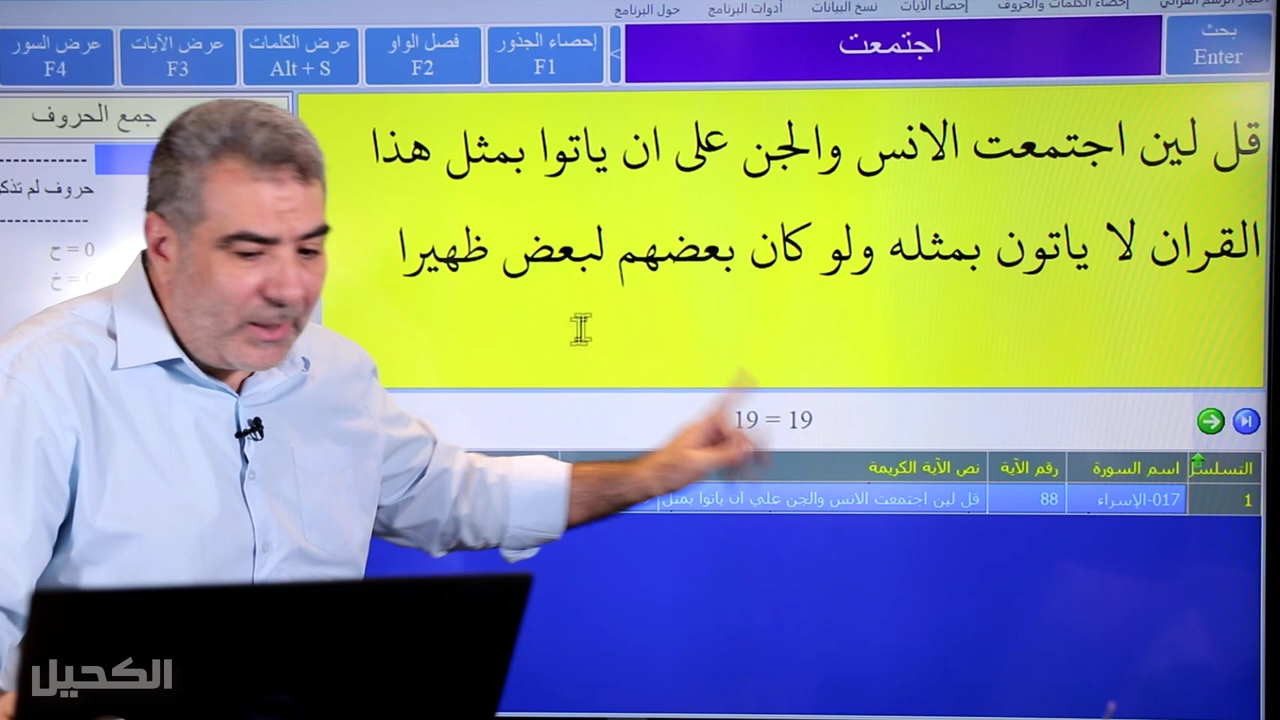 إحصاء الكلمات والحروف إحصاء الآيات نسخ البيانات أدوات البرنامج حول البرنامج
بحث
Enter
اجتمعت
>
إحصاء الجذور
F1
فصل الواو
F2
عرض الكلمات
Alt + S
عرض الآيات
F3
عرض السور
F4
قل لين اجتمعت الانس والجن على ان ياتوا بمثل هذا
القران لا ياتون بمثله ولو كان بعضهم لبعض ظهيرا
جمع الحروف
حروف لم تذكر
ح = 0
خ = 0
19 = 19
التسلسل اسم السورة رقم الآية نص الآية الكريمة
1 017-الإسراء 88 قل لين اجتمعت الانس والجن علي ان ياتوا بمثل
الكحيل